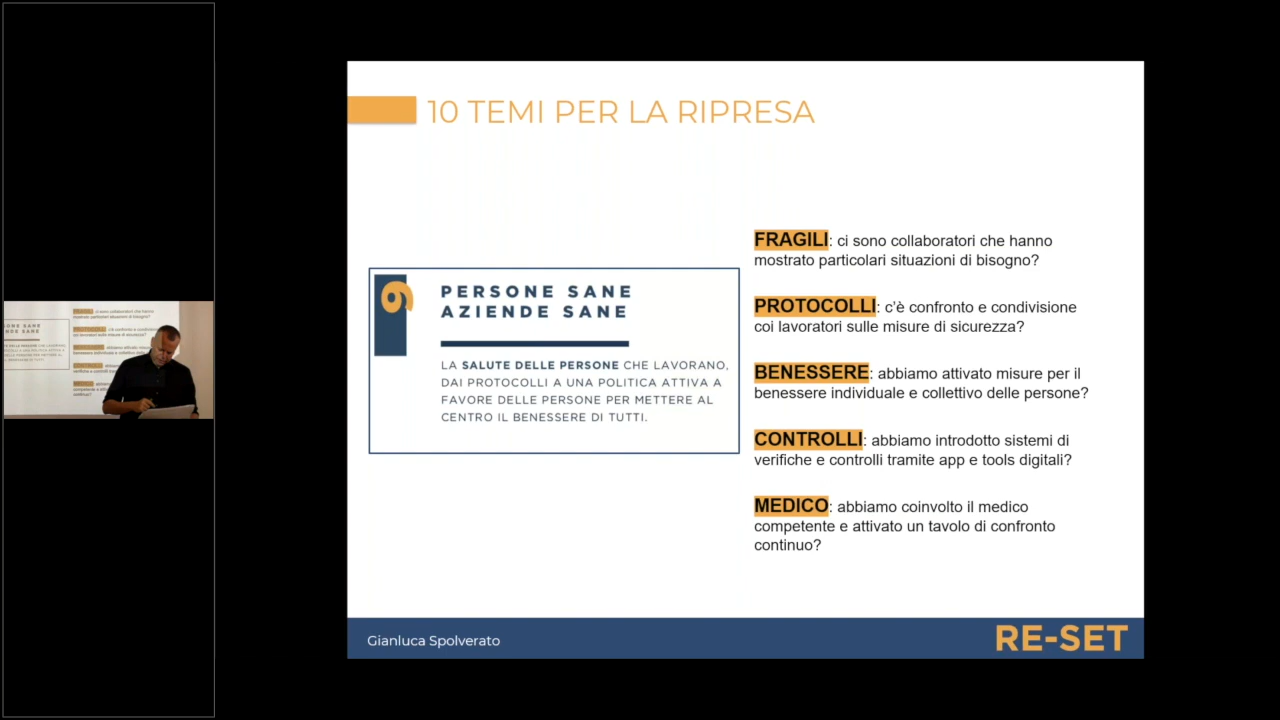 10 TEMI PER LA RIPRESA
9
PERSONE SANE
AZIENDE SANE
LA SALUTE DELLE PERSONE CHE LAVORANO,
DAI PROTOCOLLI A UNA POLITICA ATTIVA A
FAVORE DELLE PERSONE PER METTERE AL
CENTRO IL BENESSERE DI TUTTI.
FRAGILI: ci sono collaboratori che hanno
mostrato particolari situazioni di bisogno?
PROTOCOLLI: c'è confronto e condivisione
coi lavoratori sulle misure di sicurezza?
BENESSERE: abbiamo attivato misure per il
benessere individuale e collettivo delle persone?
CONTROLLI: abbiamo introdotto sistemi di
verifiche e controlli tramite app e tools digitali?
MEDICO: abbiamo coinvolto il medico
competente e attivato un tavolo di confronto
continuo?
Gianluca Spolverato
RE-SET